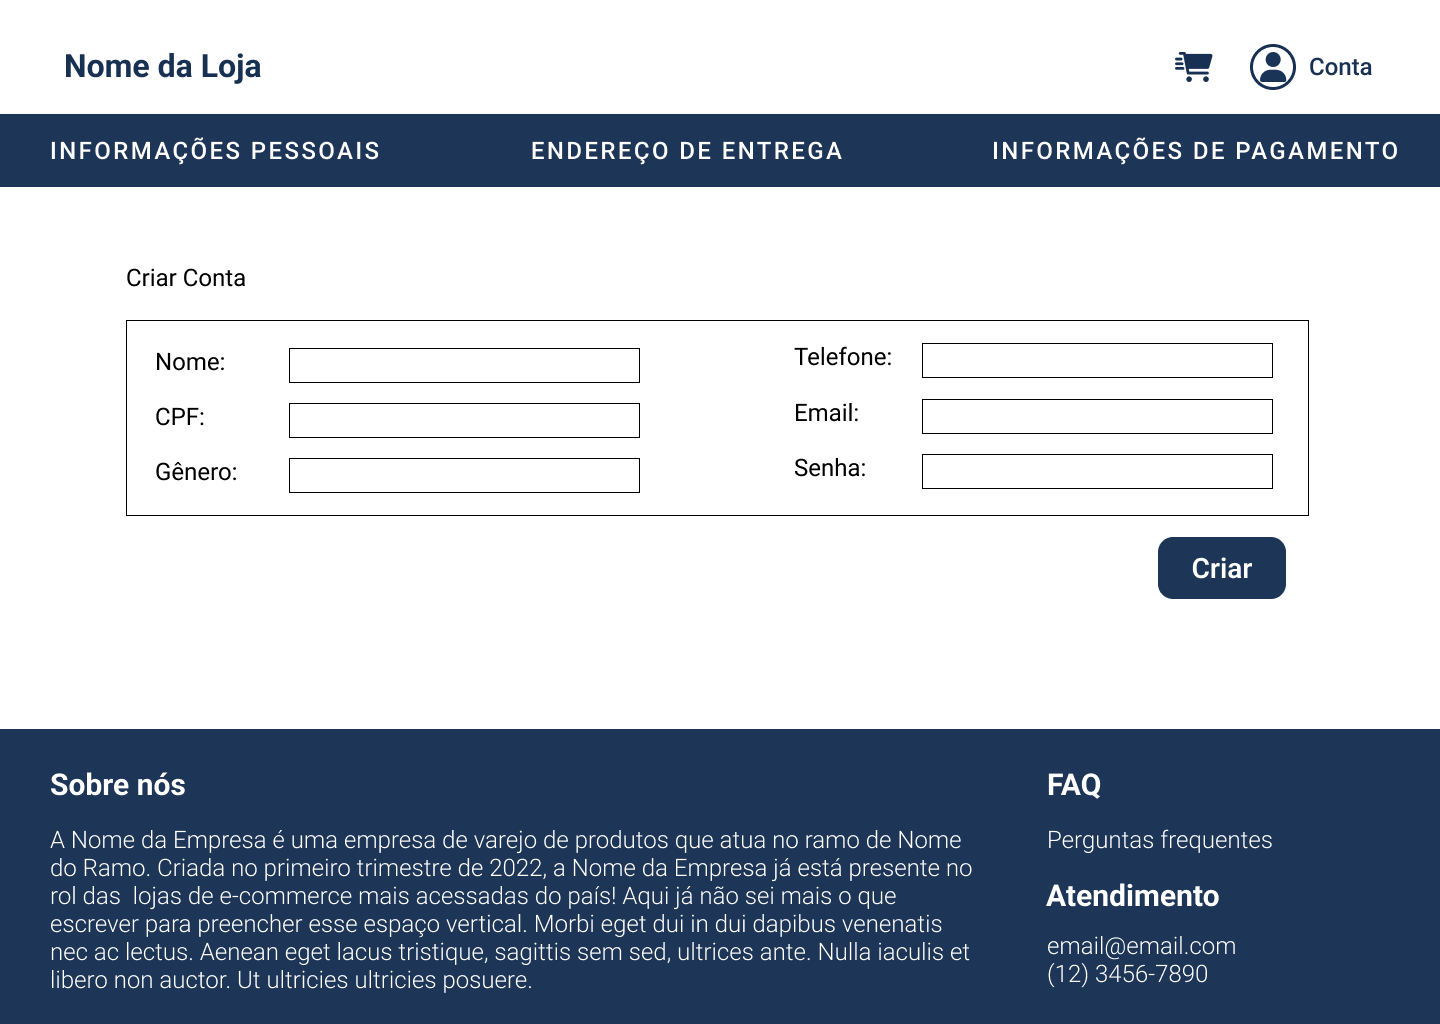 Nome da Loja
Conta
INFORMAÇÕES PESSOAIS
ENDEREÇO DE ENTREGA
INFORMAÇÕES DE PAGAMENTO
Criar Conta
Nome:
CPF:
Gênero:
Telefone:
Email:
Senha:
Criar
Sobre nós
A Nome da Empresa é uma empresa de varejo de produtos que atua no ramo de Nome
do Ramo. Criada no primeiro trimestre de 2022, a Nome da Empresa já está presente no
rol das  lojas de e-commerce mais acessadas do país! Aqui já não sei mais o que
escrever para preencher esse espaço vertical. Morbi eget dui in dui dapibus venenatis
nec ac lectus. Aenean eget lacus tristique, sagittis sem sed, ultrices ante. Nulla iaculis et
libero non auctor. Ut ultricies ultricies posuere.
FAQ
Perguntas frequentes
Atendimento
email@email.com
(12) 3456-7890